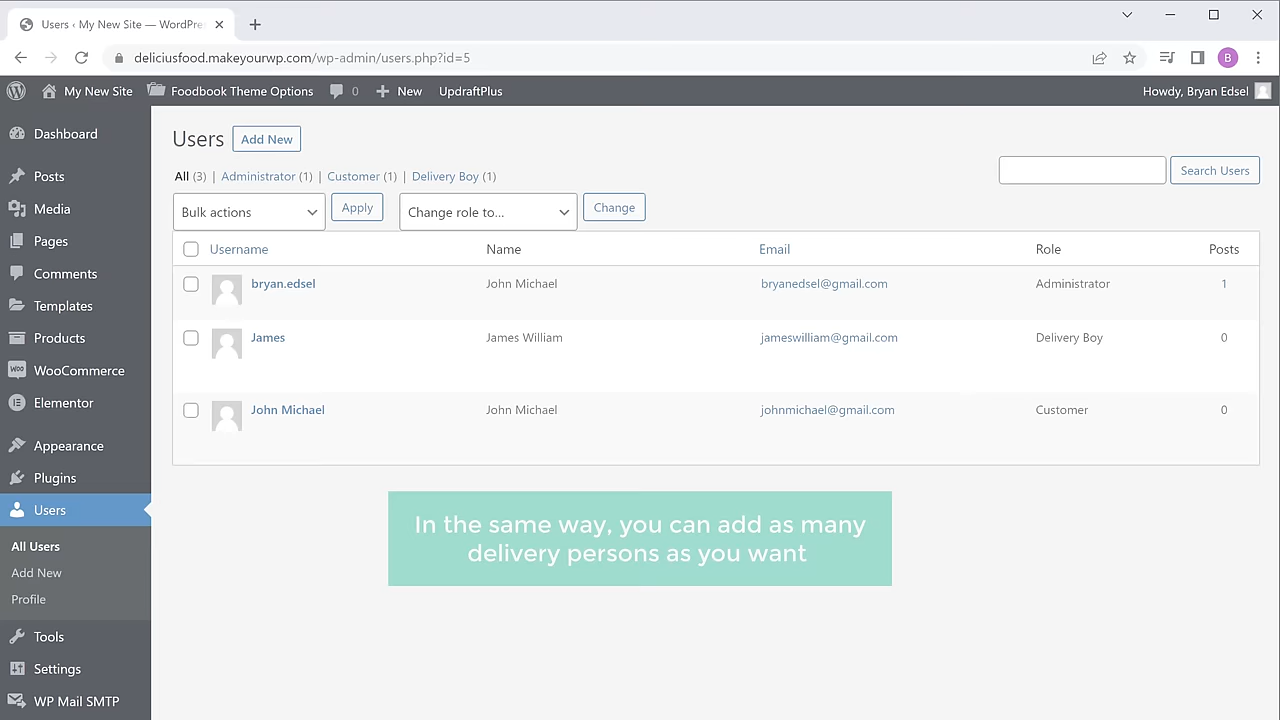 Users ‹ My New Site — WordPre
deliciusfood.makeyourwp.com/wp-admin/users.php?id=5
B
My New Site
Foodbook Theme Options
0
New
UpdraftPlus
Howdy, Bryan Edsel
Dashboard
Posts
Media
Pages
Comments
Templates
Products
WOO WooCommerce
Elementor
Appearance
Plugins
Users
All Users
Add New
Profile
Tools
Settings
WP Mail SMTP
Users Add New
All (3) | Administrator (1) | Customer (1) | Delivery Boy (1)
Search Users
Bulk actions Apply Change role to... Change
Username Name Email Role Posts
bryan.edsel John Michael bryanedsel@gmail.com Administrator 1
James James William jameswilliam@gmail.com Delivery Boy 0
John Michael John Michael johnmichael@gmail.com Customer 0
In the same way, you can add as many
delivery persons as you want